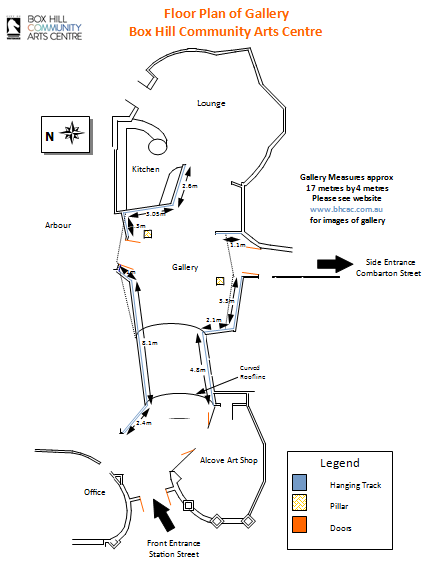 BOX HILL
COMMUNITY
ARTS CENTRE
Floor Plan of Gallery
Box Hill Community Arts Centre
Lounge
N
Kitchen
2.6m
3.05m
Gallery Measures approx
17 metres by 4 metres
Please see website
www.bhcac.com.au
for images of gallery
Arbour
1.1m
Gallery
Side Entrance
Combarton Street
3.3m
2.1m
8.1m
4.8m
Curved
Roofline
2.4m
Alcove Art Shop
Office
Front Entrance
Station Street
Legend
Hanging Track
Pillar
Doors